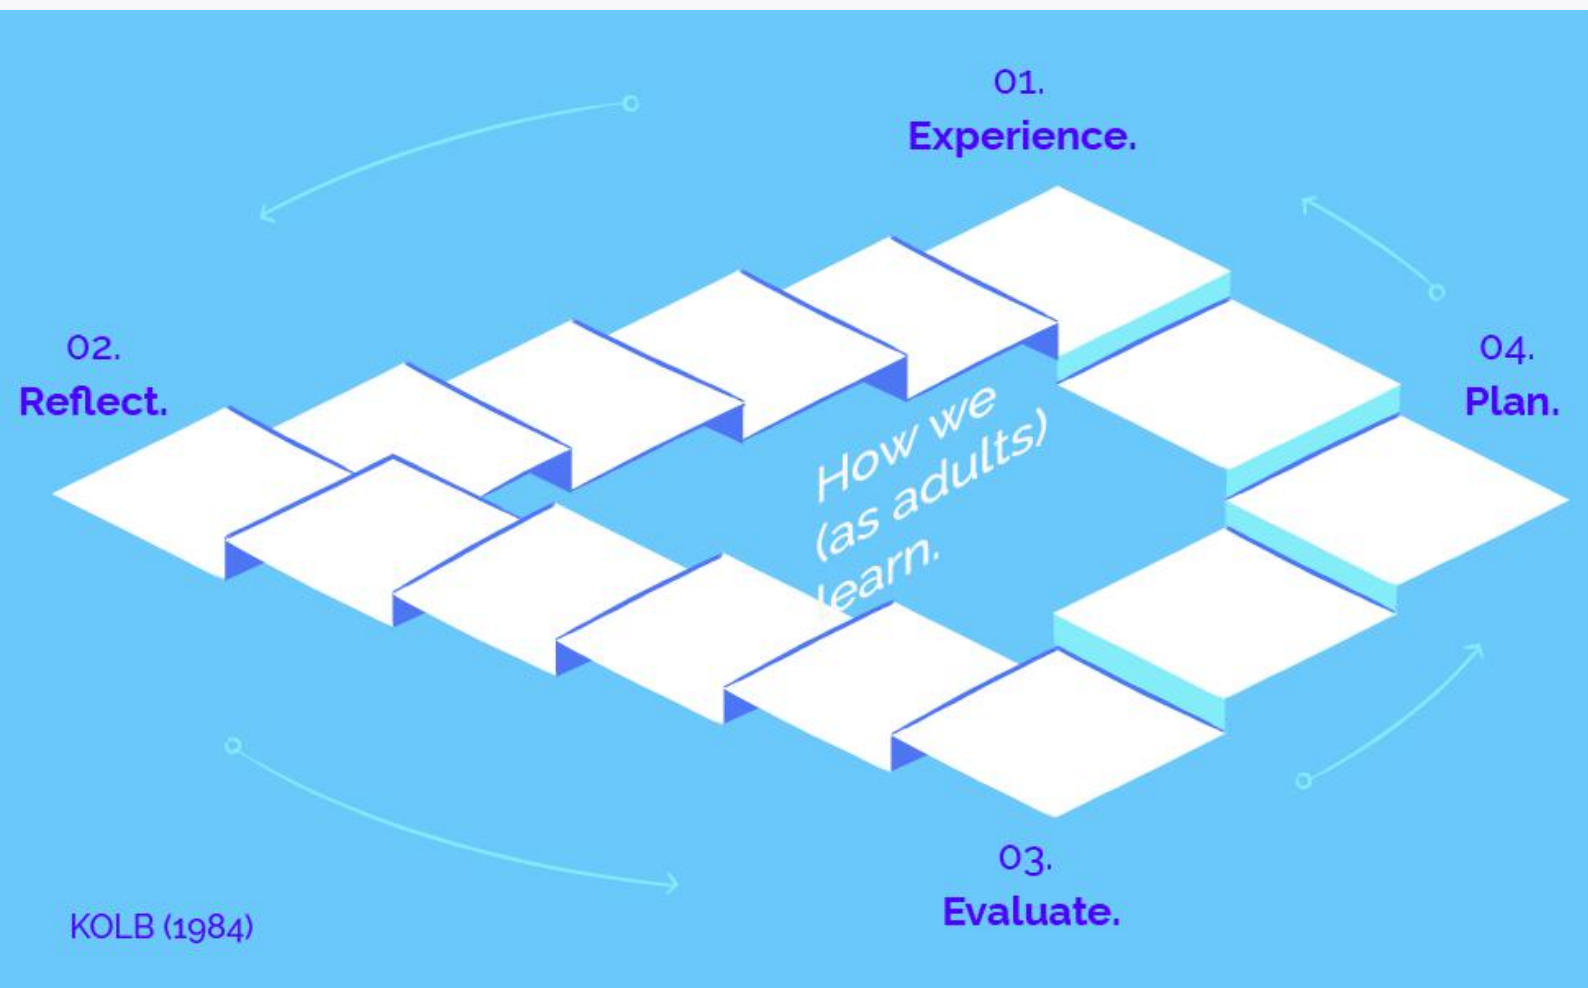 01.
Experience.
02.
Reflect.
04.
Plan.
How we
(as adults)
learn.
03.
Evaluate.
KOLB (1984)